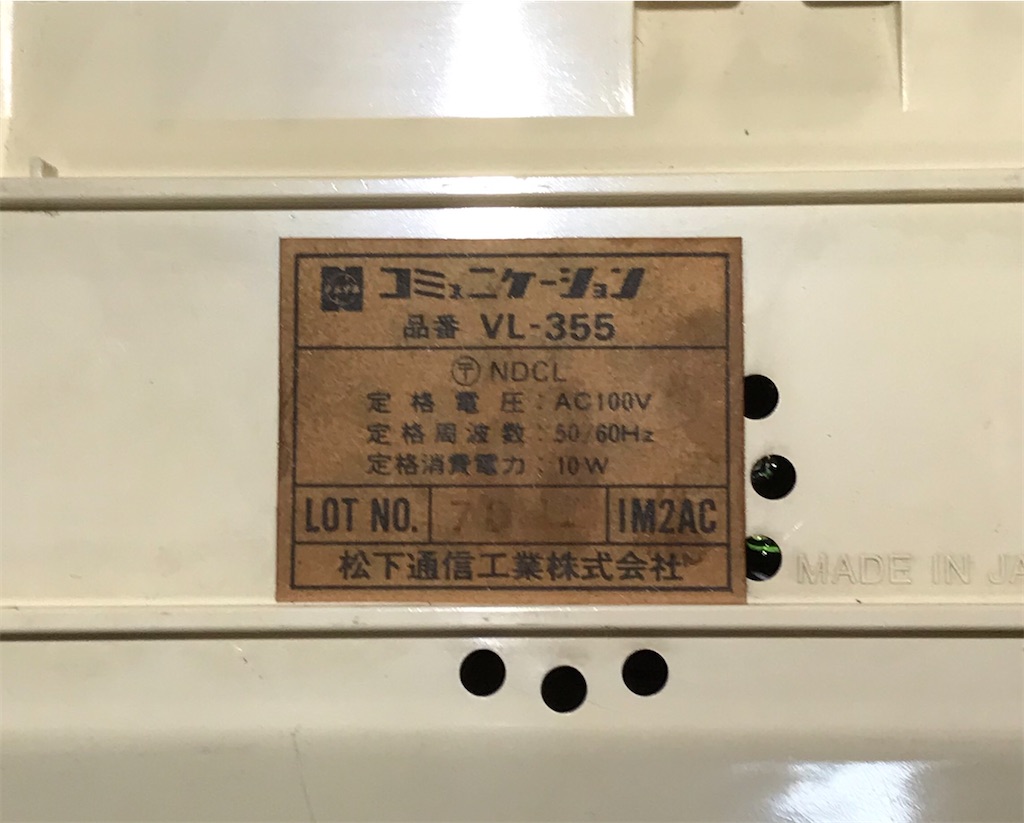 コミュニケーション
品番 VL-355
〶 NDCL
定格電圧：AC100V
定格周波数：50/60Hz
定格消費電力：10W
LOT NO.
1M2AC
松下通信工業株式会社
MADE IN JA